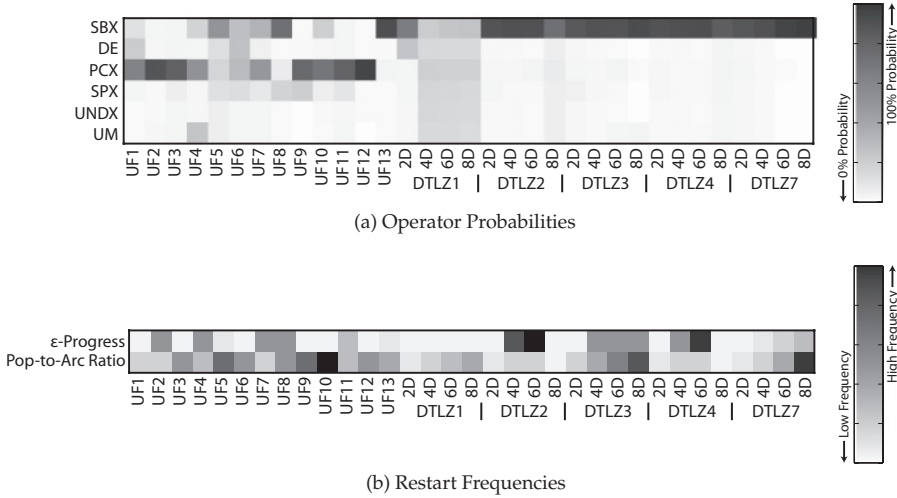 SBX
DE
PCX
SPX
UNDX
UM
UF1 UF2 UF3 UF4 UF5 UF6 UF7 UF8 UF9 UF10 UF11 UF12 UF13 2D 4D 6D 8D 2D 4D 6D 8D 2D 4D 6D 8D 2D 4D 6D 8D 2D 4D 6D 8D
DTLZ1 | DTLZ2 | DTLZ3 | DTLZ4 | DTLZ7
← 0% Probability
100% Probability →
(a) Operator Probabilities
ε-Progress
Pop-to-Arc Ratio
UF1 UF2 UF3 UF4 UF5 UF6 UF7 UF8 UF9 UF10 UF11 UF12 UF13 2D 4D 6D 8D 2D 4D 6D 8D 2D 4D 6D 8D 2D 4D 6D 8D 2D 4D 6D 8D
DTLZ1 | DTLZ2 | DTLZ3 | DTLZ4 | DTLZ7
← Low Frequency
High Frequency →
(b) Restart Frequencies